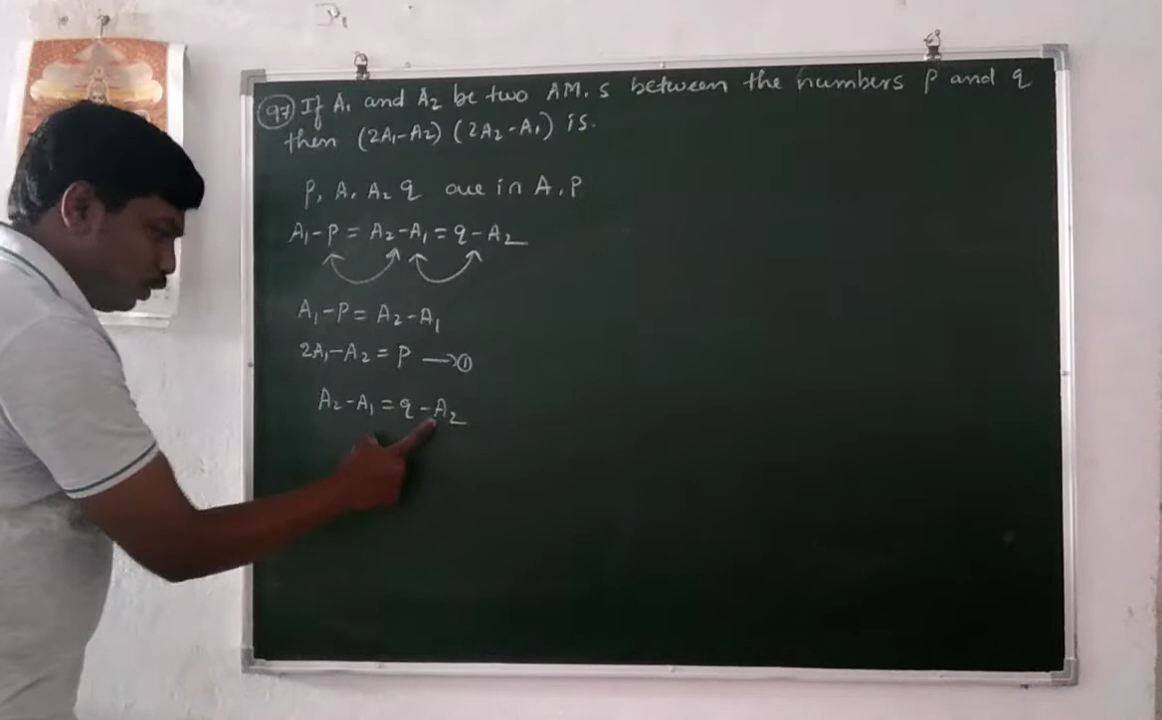 (97) If A₁ and A₂ be two AM.s between the numbers P and q
then (2A₁-A₂) (2A₂-A₁) is.
P, A₁ A₂ q are in A.P
A₁-P = A₂-A₁ = q-A₂
A₁-P = A₂-A₁
2A₁-A₂ = P →①
A₂-A₁ = q-A₂